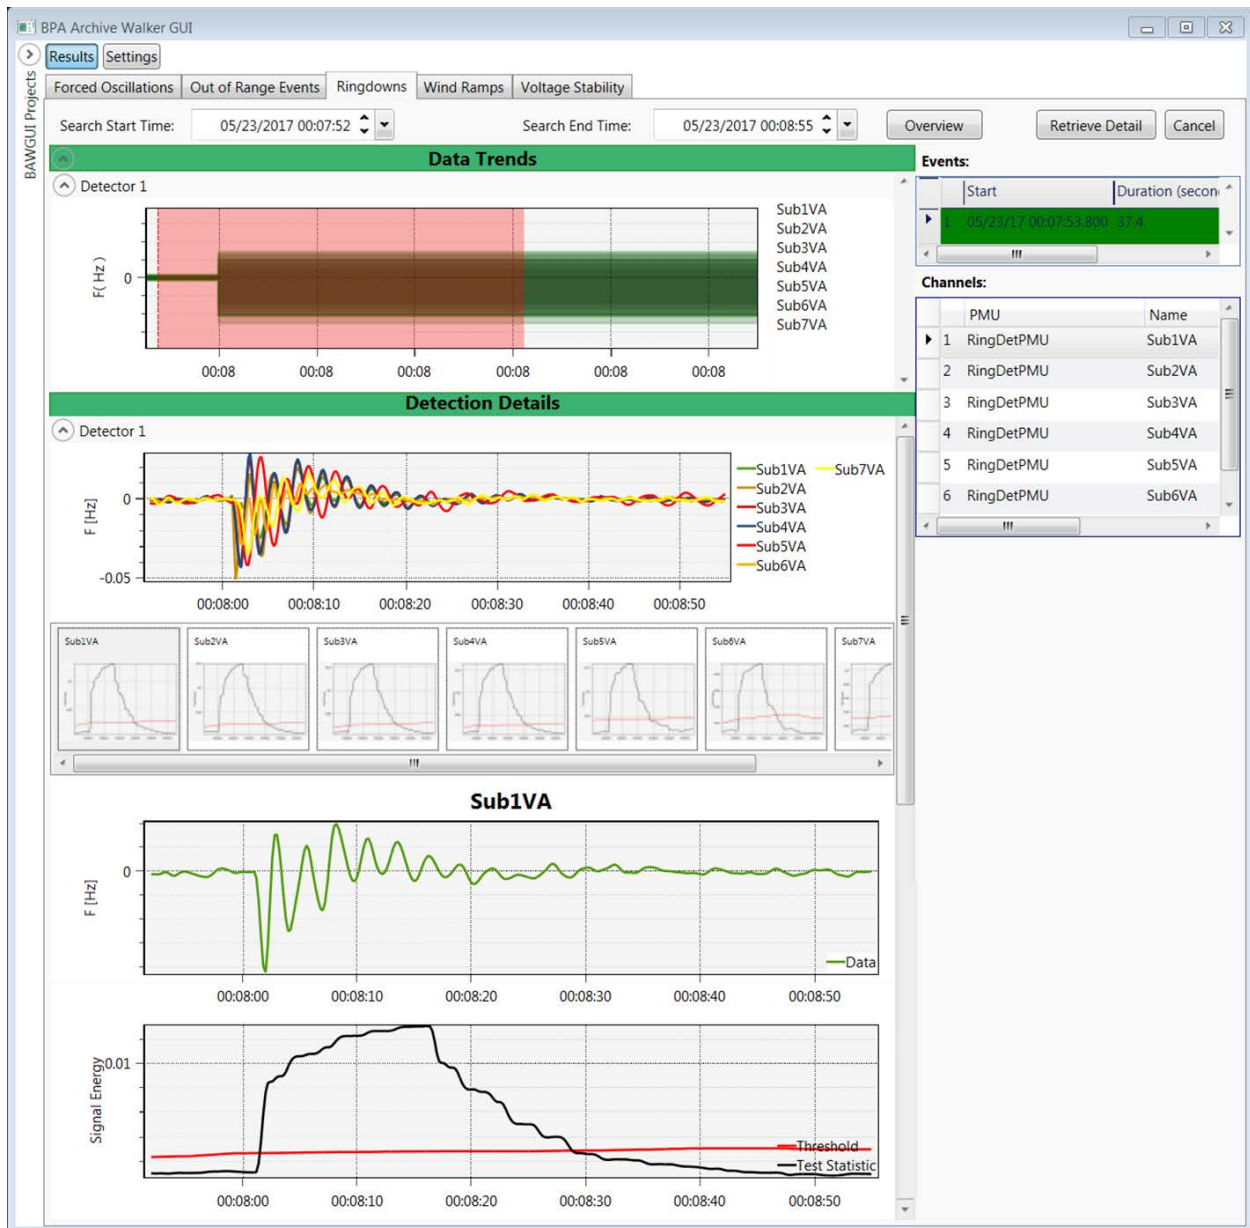 BPA Archive Walker GUI
Results Settings
BAWGUI Projects
Forced Oscillations Out of Range Events Ringdowns Wind Ramps Voltage Stability
Search Start Time: 05/23/2017 00:07:52 Search End Time: 05/23/2017 00:08:55 Overview Retrieve Detail Cancel
Data Trends
Detector 1
F( Hz )
0
Sub1VA
Sub2VA
Sub3VA
Sub4VA
Sub5VA
Sub6VA
Sub7VA
00:08 00:08 00:08 00:08 00:08 00:08
Events:
Start Duration (secon
1 05/23/17 00:07:53.800 37.4
Channels:
PMU Name
1 RingDetPMU Sub1VA
2 RingDetPMU Sub2VA
3 RingDetPMU Sub3VA
4 RingDetPMU Sub4VA
5 RingDetPMU Sub5VA
6 RingDetPMU Sub6VA
Detection Details
Detector 1
F [Hz]
0
-0.05
Sub1VA Sub7VA
Sub2VA
Sub3VA
Sub4VA
Sub5VA
Sub6VA
00:08:00 00:08:10 00:08:20 00:08:30 00:08:40 00:08:50
Sub1VA Sub2VA Sub3VA Sub4VA Sub5VA Sub6VA Sub7VA
Sub1VA
F [Hz]
0
Data
00:08:00 00:08:10 00:08:20 00:08:30 00:08:40 00:08:50
Signal Energy
0.01
Threshold
Test Statistic
00:08:00 00:08:10 00:08:20 00:08:30 00:08:40 00:08:50